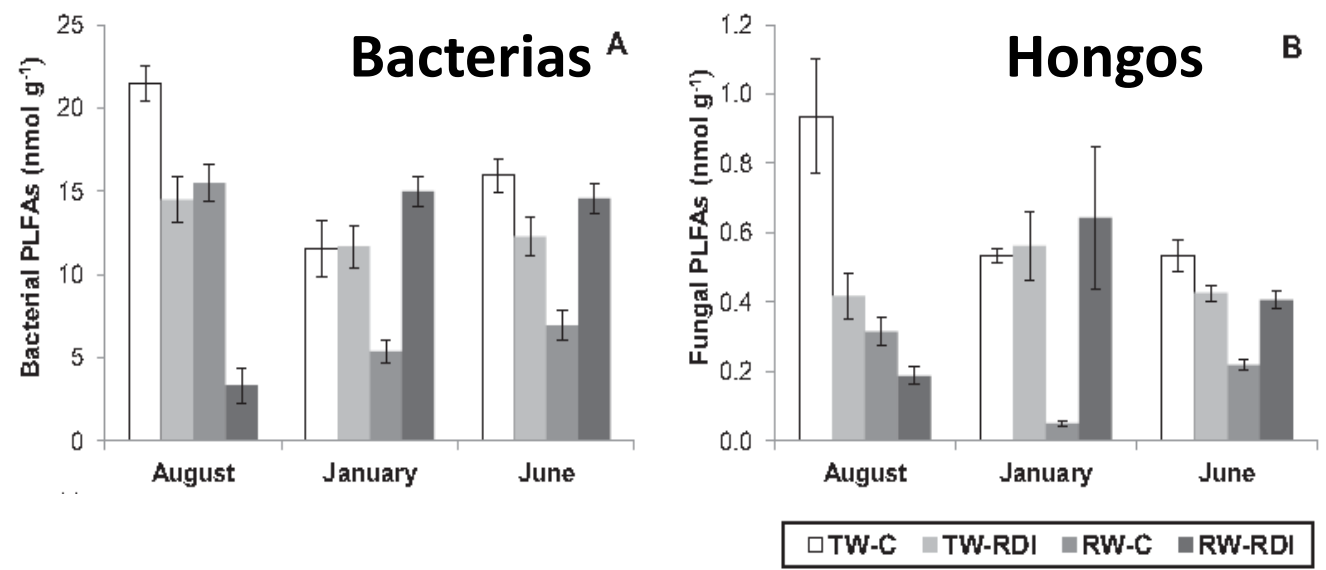 Bacterias A
Bacterial PLFAs (nmol g⁻¹)
25
20
15
10
5
0
August January June
Hongos B
Fungal PLFAs (nmol g⁻¹)
1.2
1.0
0.8
0.6
0.4
0.2
0.0
August January June
TW-C TW-RDI RW-C RW-RDI